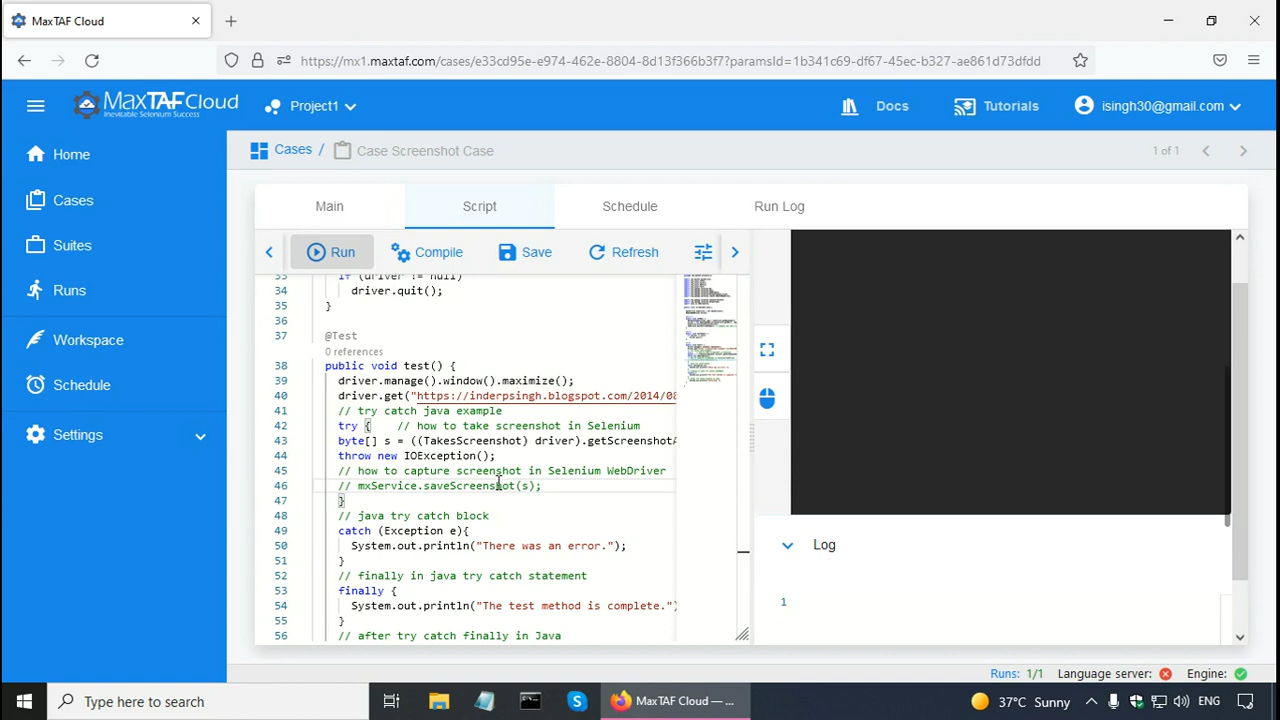 MaxTAF Cloud
https://mx1.maxtaf.com/cases/e33cd95e-e974-462e-8804-8d13f366b3f7?paramsId=1b341c69-df67-45ec-b327-ae861d73dfdd
MaxTAFCloud
Inevitable Selenium Success
Project1
Docs
Tutorials
isingh30@gmail.com
Home
Cases
Suites
Runs
Workspace
Schedule
Settings
Cases / Case Screenshot Case
1 of 1
Main
Script
Schedule
Run Log
Run
Compile
Save
Refresh
33 if (driver != null)
34 driver.quit();
35 }
36
37 @Test
0 references
38 public void test() {
39 driver.manage().window().maximize();
40 driver.get("https://inderpsingh.blogspot.com/2014/08
41 // try catch java example
42 try { // how to take screenshot in Selenium
43 byte[] s = ((TakesScreenshot) driver).getScreenshotA
44 throw new IOException();
45 // how to capture screenshot in Selenium WebDriver
46 // mxService.saveScreenshot(s);
47 }
48 // java try catch block
49 catch (Exception e){
50 System.out.println("There was an error.");
51 }
52 // finally in java try catch statement
53 finally {
54 System.out.println("The test method is complete.")
55 }
56 // after try catch finally in Java
Log
1
Runs: 1/1
Language server:
Engine:
Type here to search
MaxTAF Cloud — ...
37°C Sunny
ENG